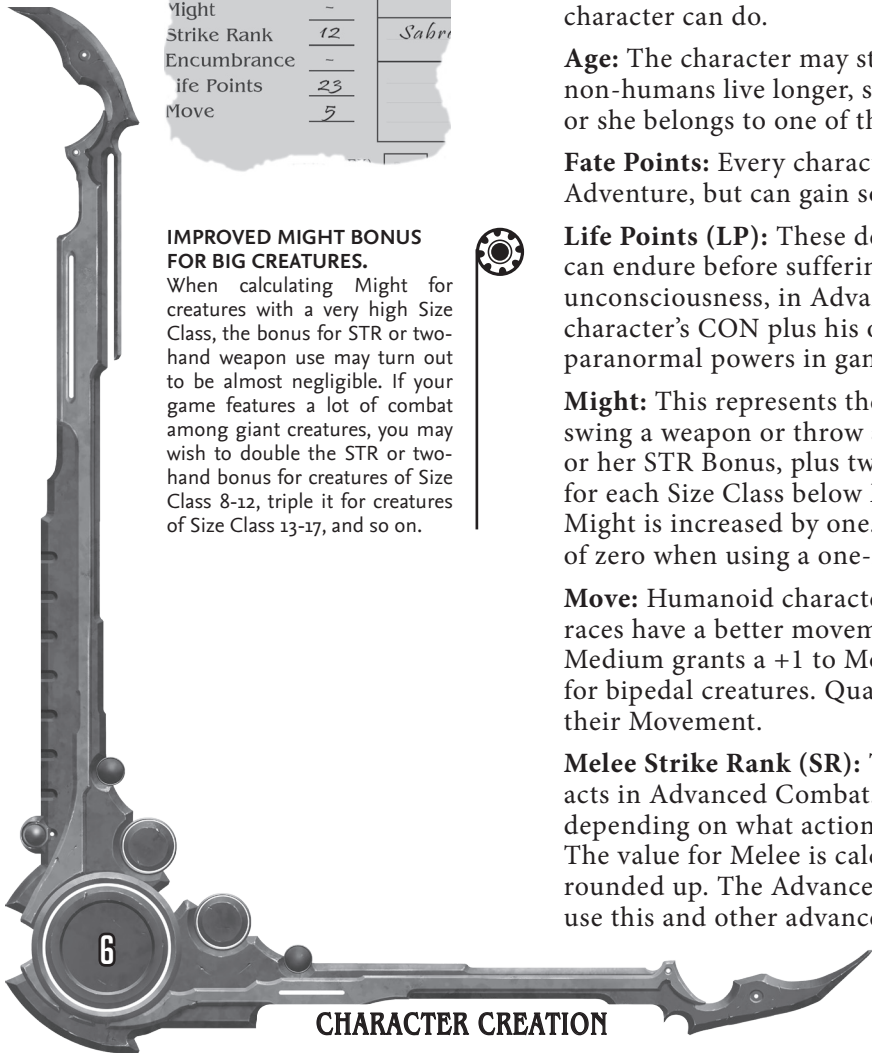 Might -
Strike Rank 12
Encumbrance -
ife Points 23
Move 5
Sabr
IMPROVED MIGHT BONUS
FOR BIG CREATURES.
When calculating Might for
creatures with a very high Size
Class, the bonus for STR or two-
hand weapon use may turn out
to be almost negligible. If your
game features a lot of combat
among giant creatures, you may
wish to double the STR or two-
hand bonus for creatures of Size
Class 8-12, triple it for creatures
of Size Class 13-17, and so on.
character can do.
Age: The character may st
non-humans live longer, s
or she belongs to one of th
Fate Points: Every charac
Adventure, but can gain so
Life Points (LP): These de
can endure before sufferin
unconsciousness, in Adva
character's CON plus his o
paranormal powers in gam
Might: This represents the
swing a weapon or throw
or her STR Bonus, plus tw
for each Size Class below
Might is increased by one.
of zero when using a one-
Move: Humanoid characte
races have a better movem
Medium grants a +1 to Mo
for bipedal creatures. Qua
their Movement.
Melee Strike Rank (SR): T
acts in Advanced Combat.
depending on what action
The value for Melee is calc
rounded up. The Advance
use this and other advance
6
CHARACTER CREATION